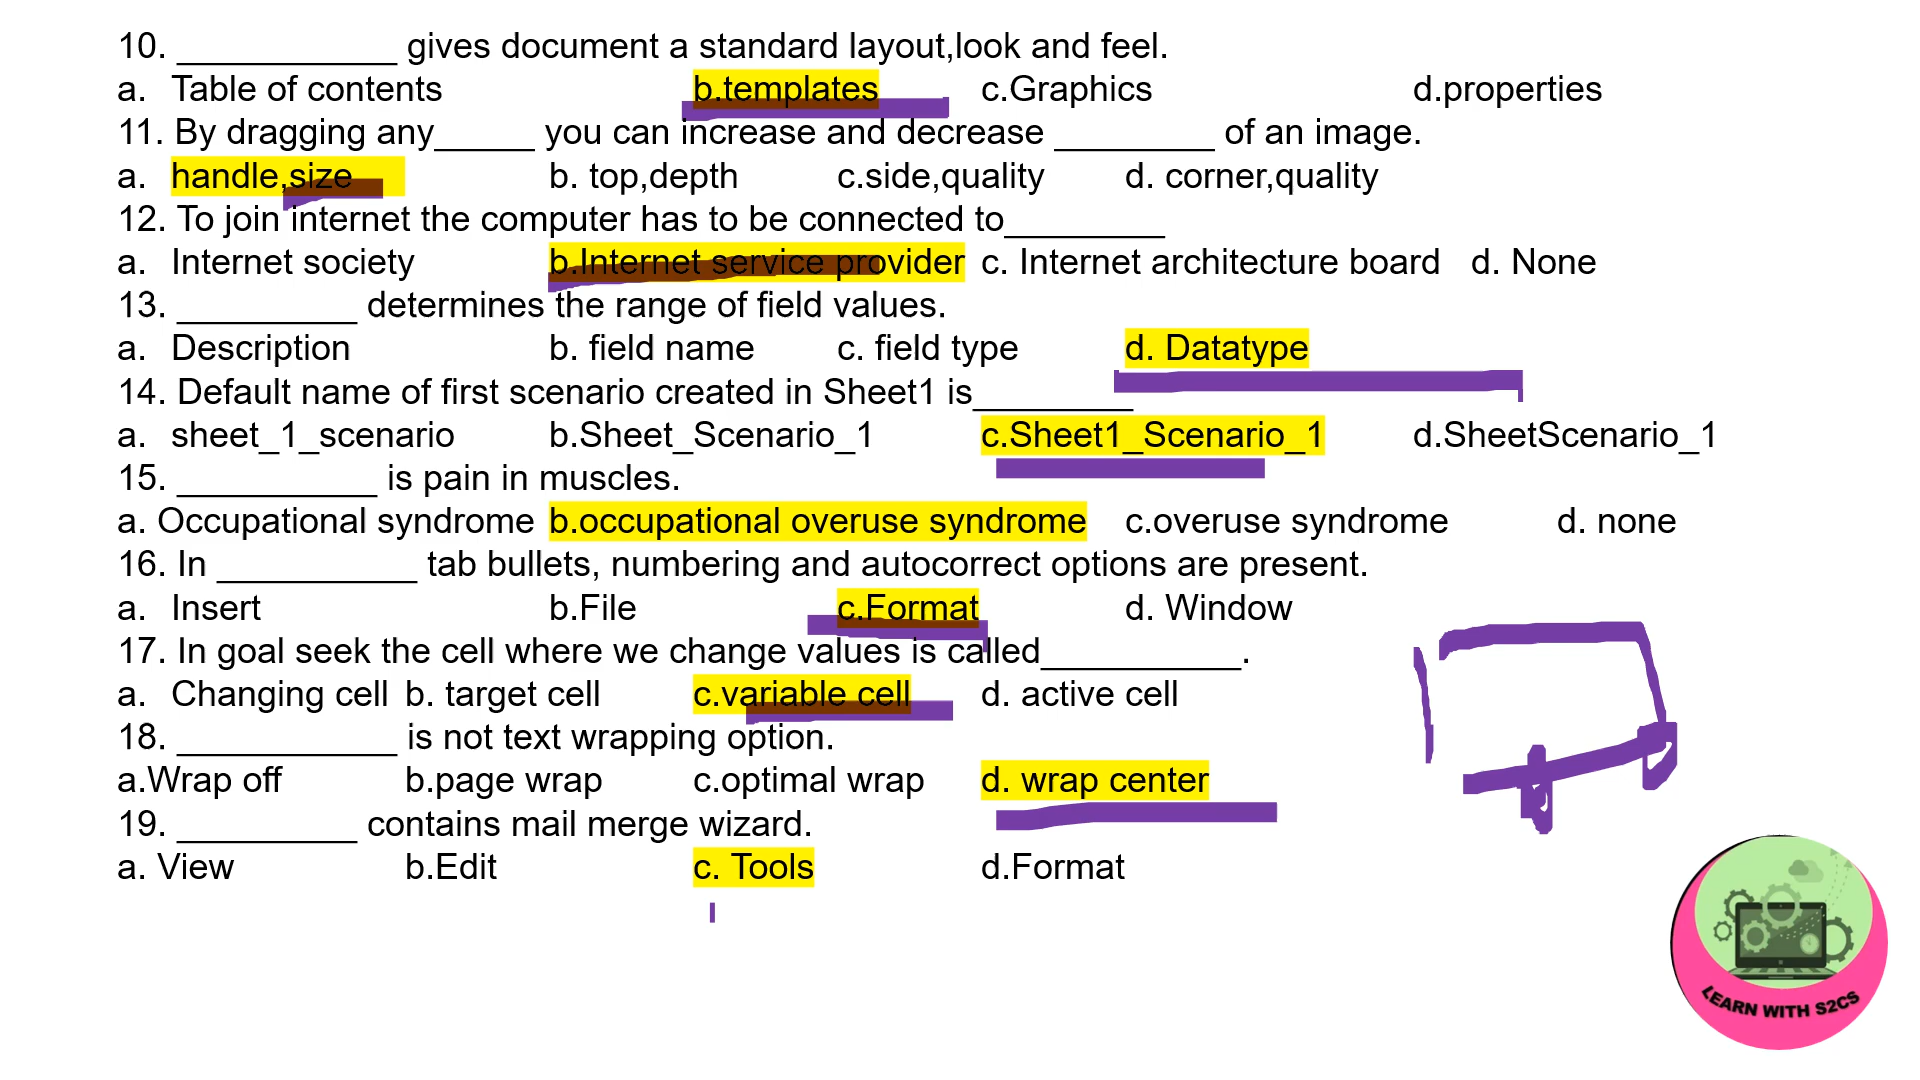 10. ___________ gives document a standard layout,look and feel.
a. Table of contents b.templates c.Graphics d.properties
11. By dragging any_____ you can increase and decrease ________ of an image.
a. handle,size b. top,depth c.side,quality d. corner,quality
12. To join internet the computer has to be connected to________
a. Internet society b.Internet service provider c. Internet architecture board d. None
13. _________ determines the range of field values.
a. Description b. field name c. field type d. Datatype
14. Default name of first scenario created in Sheet1 is________
a. sheet_1_scenario b.Sheet_Scenario_1 c.Sheet1_Scenario_1 d.SheetScenario_1
15. __________ is pain in muscles.
a. Occupational syndrome b.occupational overuse syndrome c.overuse syndrome d. none
16. In __________ tab bullets, numbering and autocorrect options are present.
a. Insert b.File c.Format d. Window
17. In goal seek the cell where we change values is called__________.
a. Changing cell b. target cell c.variable cell d. active cell
18. ___________ is not text wrapping option.
a.Wrap off b.page wrap c.optimal wrap d. wrap center
19. _________ contains mail merge wizard.
a. View b.Edit c. Tools d.Format
LEARN WITH S2CS